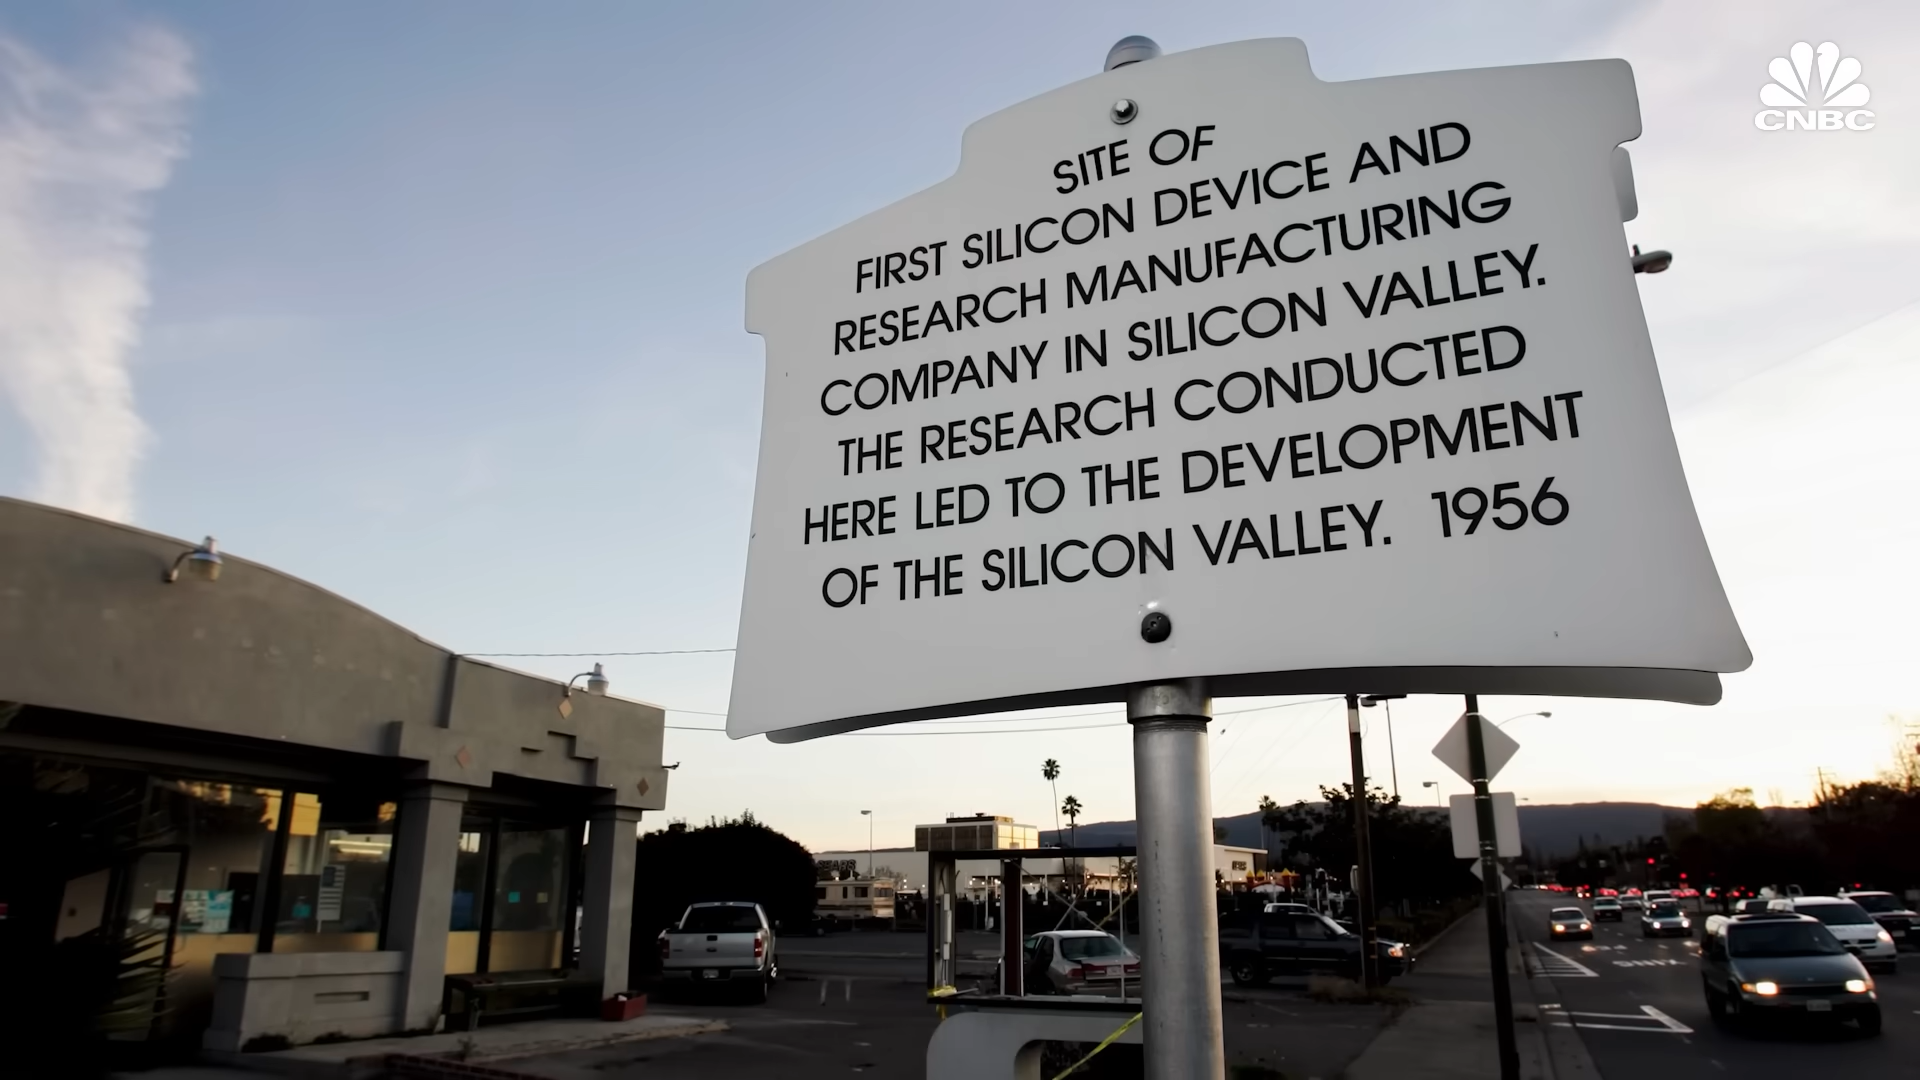 CNBC
SITE OF
FIRST SILICON DEVICE AND
RESEARCH MANUFACTURING
COMPANY IN SILICON VALLEY.
THE RESEARCH CONDUCTED
HERE LED TO THE DEVELOPMENT
OF THE SILICON VALLEY. 1956
SEARS